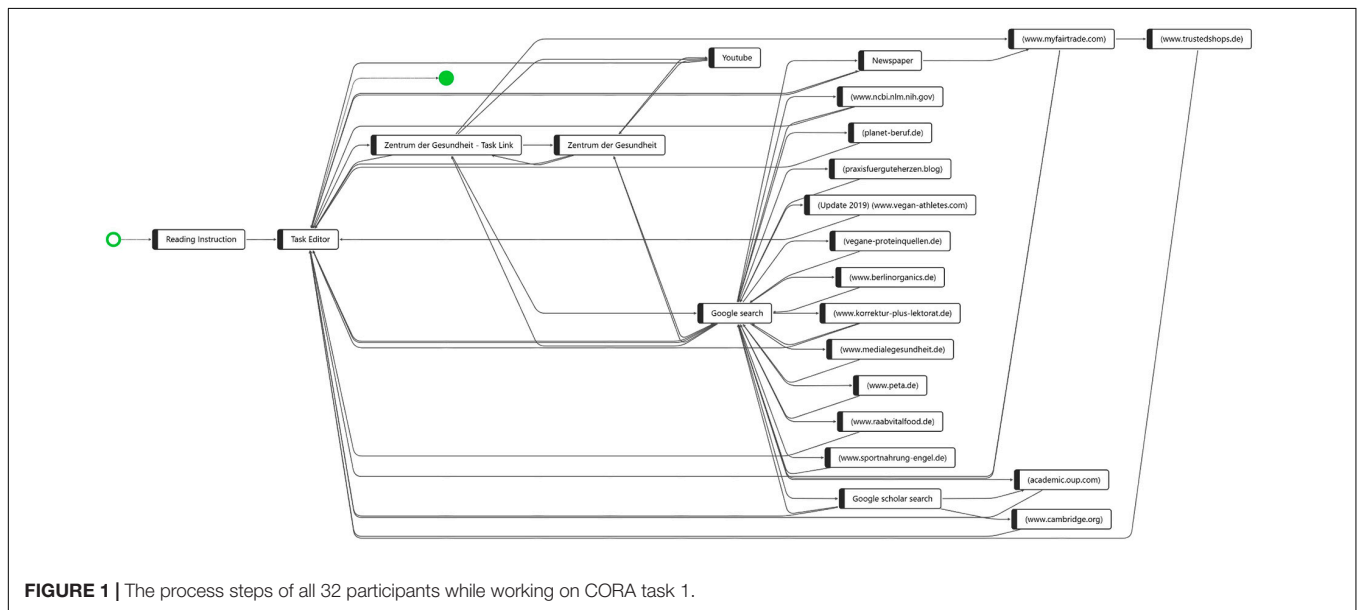 (www.myfairtrade.com)
(www.trustedshops.de)
Youtube
Newspaper
(www.ncbi.nlm.nih.gov)
(planet-beruf.de)
Zentrum der Gesundheit - Task Link
Zentrum der Gesundheit
(praxisfuerguteherzen.blog)
(Update 2019) (www.vegan-athletes.com)
Reading Instruction
Task Editor
(vegane-proteinquellen.de)
(www.berlinorganics.de)
Google search
(www.korrektur-plus-lektorat.de)
(www.medialegesundheit.de)
(www.peta.de)
(www.raabvitalfood.de)
(www.sportnahrung-engel.de)
(academic.oup.com)
Google scholar search
(www.cambridge.org)
FIGURE 1 | The process steps of all 32 participants while working on CORA task 1.